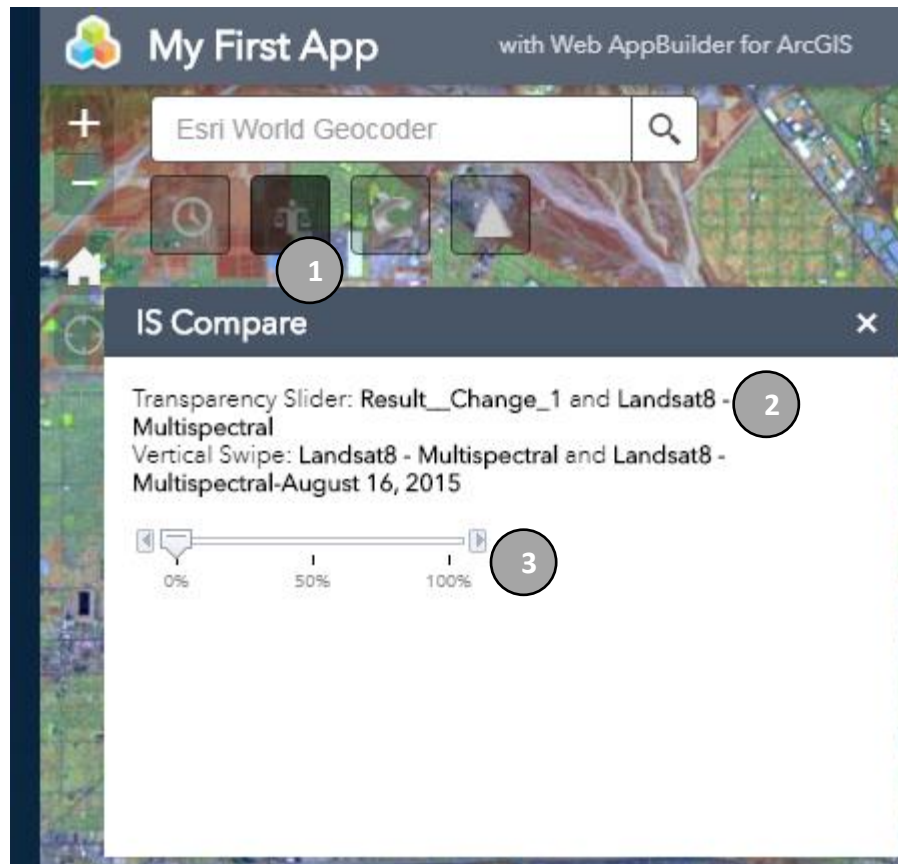 My First App with Web AppBuilder for ArcGIS
Esri World Geocoder
1
IS Compare
Transparency Slider: Result__Change_1 and Landsat8 -
Multispectral
2
Vertical Swipe: Landsat8 - Multispectral and Landsat8 -
Multispectral-August 16, 2015
3
0% 50% 100%